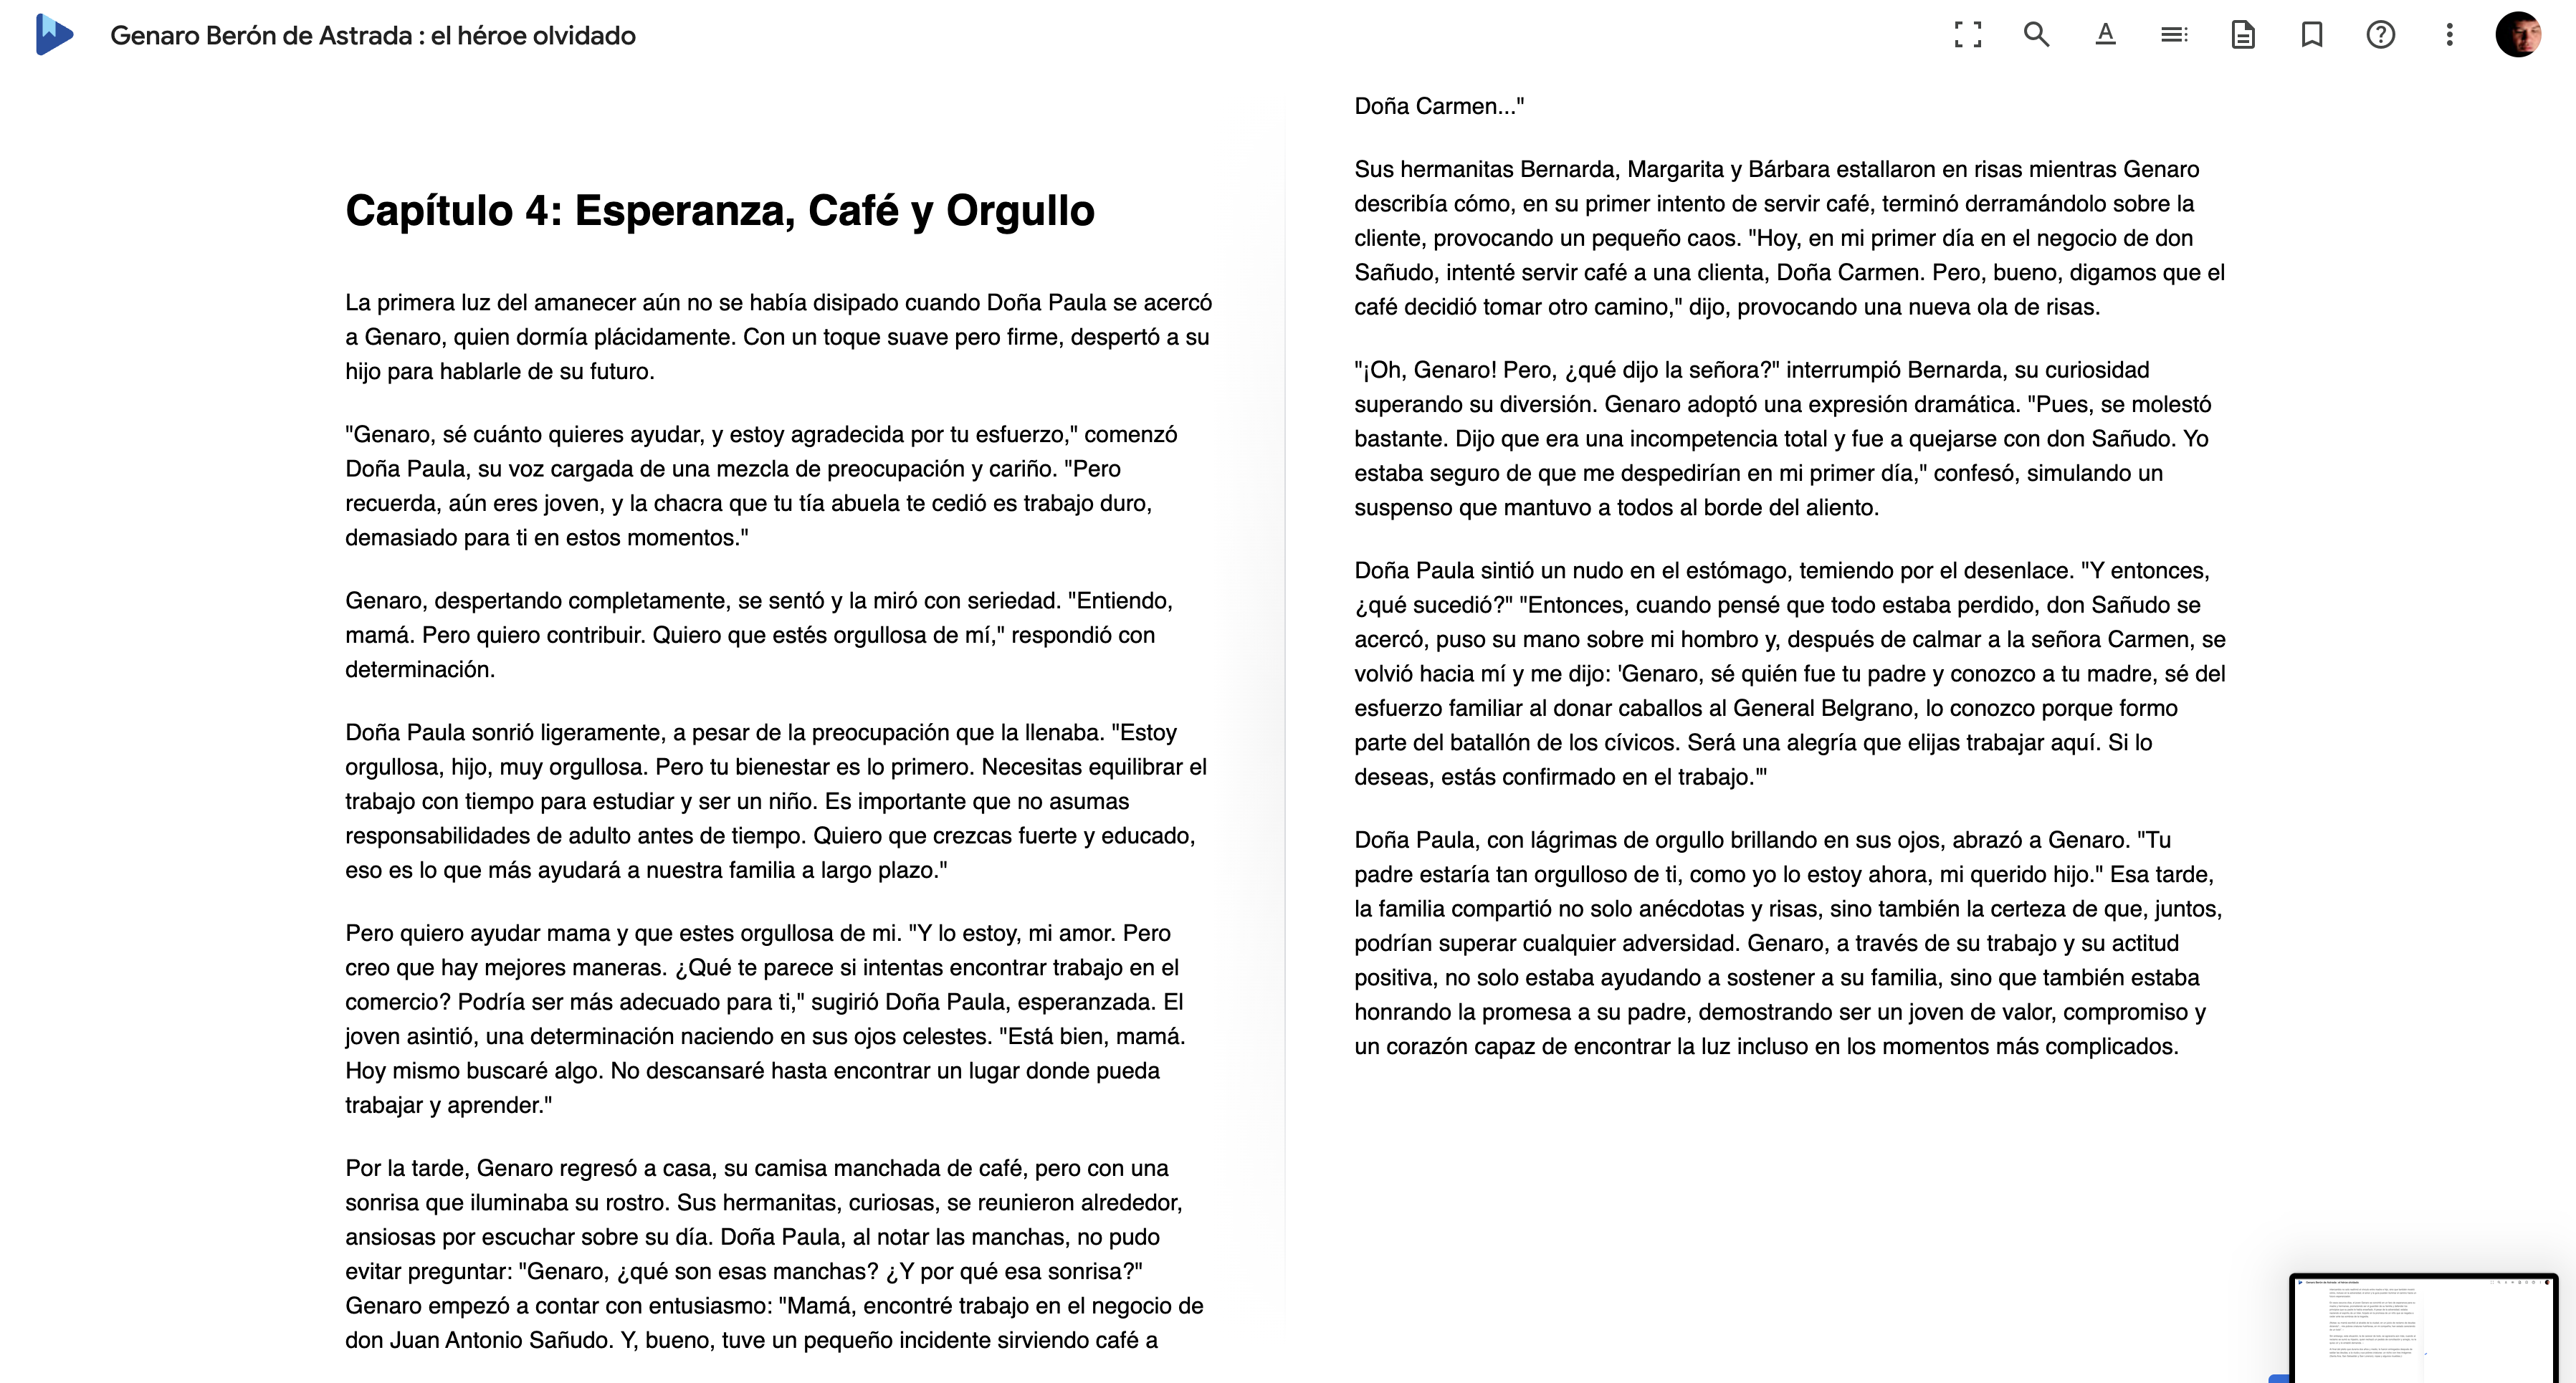 Genaro Berón de Astrada : el héroe olvidado
Capítulo 4: Esperanza, Café y Orgullo
La primera luz del amanecer aún no se había disipado cuando Doña Paula se acercó
a Genaro, quien dormía plácidamente. Con un toque suave pero firme, despertó a su
hijo para hablarle de su futuro.
"Genaro, sé cuánto quieres ayudar, y estoy agradecida por tu esfuerzo," comenzó
Doña Paula, su voz cargada de una mezcla de preocupación y cariño. "Pero
recuerda, aún eres joven, y la chacra que tu tía abuela te cedió es trabajo duro,
demasiado para ti en estos momentos."
Genaro, despertando completamente, se sentó y la miró con seriedad. "Entiendo,
mamá. Pero quiero contribuir. Quiero que estés orgullosa de mí," respondió con
determinación.
Doña Paula sonrió ligeramente, a pesar de la preocupación que la llenaba. "Estoy
orgullosa, hijo, muy orgullosa. Pero tu bienestar es lo primero. Necesitas equilibrar el
trabajo con tiempo para estudiar y ser un niño. Es importante que no asumas
responsabilidades de adulto antes de tiempo. Quiero que crezcas fuerte y educado,
eso es lo que más ayudará a nuestra familia a largo plazo."
Pero quiero ayudar mama y que estes orgullosa de mi. "Y lo estoy, mi amor. Pero
creo que hay mejores maneras. ¿Qué te parece si intentas encontrar trabajo en el
comercio? Podría ser más adecuado para ti," sugirió Doña Paula, esperanzada. El
joven asintió, una determinación naciendo en sus ojos celestes. "Está bien, mamá.
Hoy mismo buscaré algo. No descansaré hasta encontrar un lugar donde pueda
trabajar y aprender."
Por la tarde, Genaro regresó a casa, su camisa manchada de café, pero con una
sonrisa que iluminaba su rostro. Sus hermanitas, curiosas, se reunieron alrededor,
ansiosas por escuchar sobre su día. Doña Paula, al notar las manchas, no pudo
evitar preguntar: "Genaro, ¿qué son esas manchas? ¿Y por qué esa sonrisa?"
Genaro empezó a contar con entusiasmo: "Mamá, encontré trabajo en el negocio de
don Juan Antonio Sañudo. Y, bueno, tuve un pequeño incidente sirviendo café a
Doña Carmen..."
Sus hermanitas Bernarda, Margarita y Bárbara estallaron en risas mientras Genaro
describía cómo, en su primer intento de servir café, terminó derramándolo sobre la
cliente, provocando un pequeño caos. "Hoy, en mi primer día en el negocio de don
Sañudo, intenté servir café a una clienta, Doña Carmen. Pero, bueno, digamos que el
café decidió tomar otro camino," dijo, provocando una nueva ola de risas.
"¡Oh, Genaro! Pero, ¿qué dijo la señora?" interrumpió Bernarda, su curiosidad
superando su diversión. Genaro adoptó una expresión dramática. "Pues, se molestó
bastante. Dijo que era una incompetencia total y fue a quejarse con don Sañudo. Yo
estaba seguro de que me despedirían en mi primer día," confesó, simulando un
suspenso que mantuvo a todos al borde del aliento.
Doña Paula sintió un nudo en el estómago, temiendo por el desenlace. "Y entonces,
¿qué sucedió?" "Entonces, cuando pensé que todo estaba perdido, don Sañudo se
acercó, puso su mano sobre mi hombro y, después de calmar a la señora Carmen, se
volvió hacia mí y me dijo: 'Genaro, sé quién fue tu padre y conozco a tu madre, sé del
esfuerzo familiar al donar caballos al General Belgrano, lo conozco porque formo
parte del batallón de los cívicos. Será una alegría que elijas trabajar aquí. Si lo
deseas, estás confirmado en el trabajo.'"
Doña Paula, con lágrimas de orgullo brillando en sus ojos, abrazó a Genaro. "Tu
padre estaría tan orgulloso de ti, como yo lo estoy ahora, mi querido hijo." Esa tarde,
la familia compartió no solo anécdotas y risas, sino también la certeza de que, juntos,
podrían superar cualquier adversidad. Genaro, a través de su trabajo y su actitud
positiva, no solo estaba ayudando a sostener a su familia, sino que también estaba
honrando la promesa a su padre, demostrando ser un joven de valor, compromiso y
un corazón capaz de encontrar la luz incluso en los momentos más complicados.